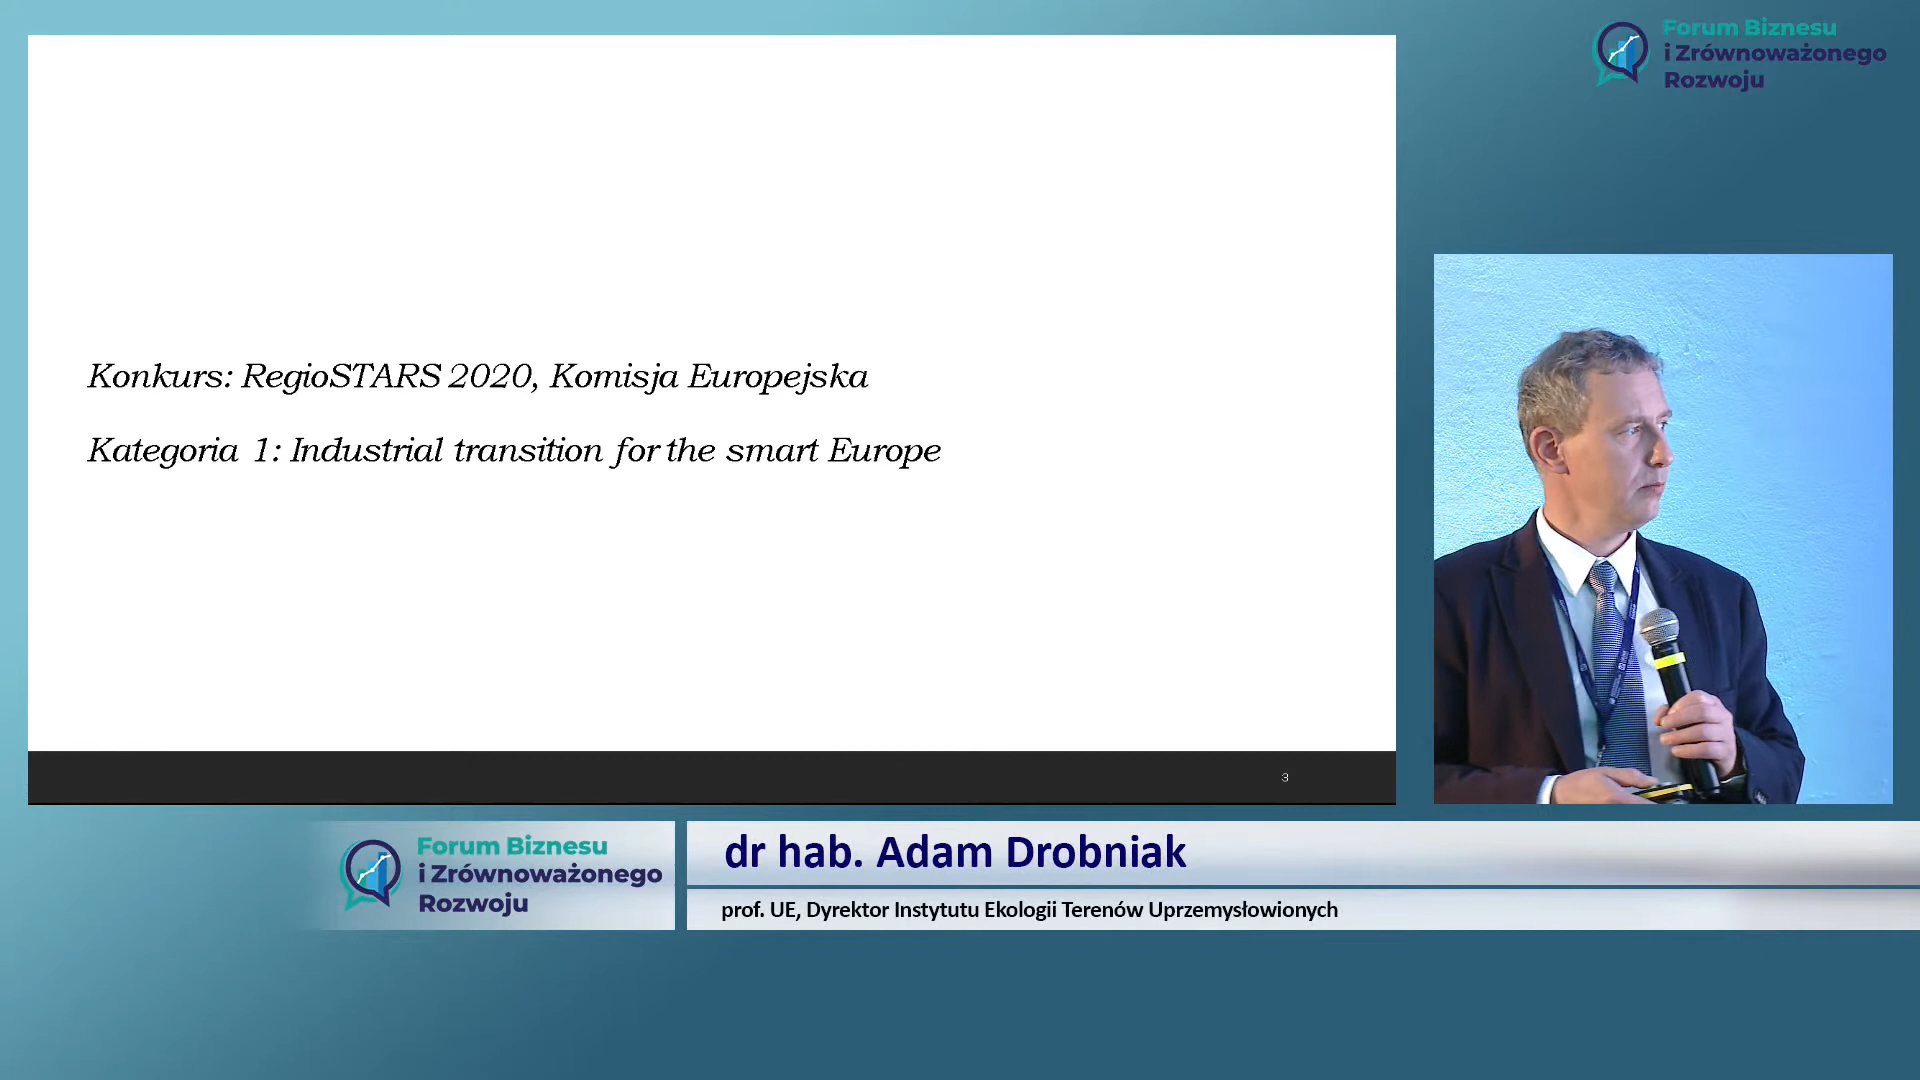 Forum Biznesu
i Zrównoważonego
Rozwoju
Konkurs: RegioSTARS 2020, Komisja Europejska
Kategoria 1: Industrial transition for the smart Europe
3
Forum Biznesu
i Zrównoważonego
Rozwoju
dr hab. Adam Drobniak
prof. UE, Dyrektor Instytutu Ekologii Terenów Uprzemysłowionych